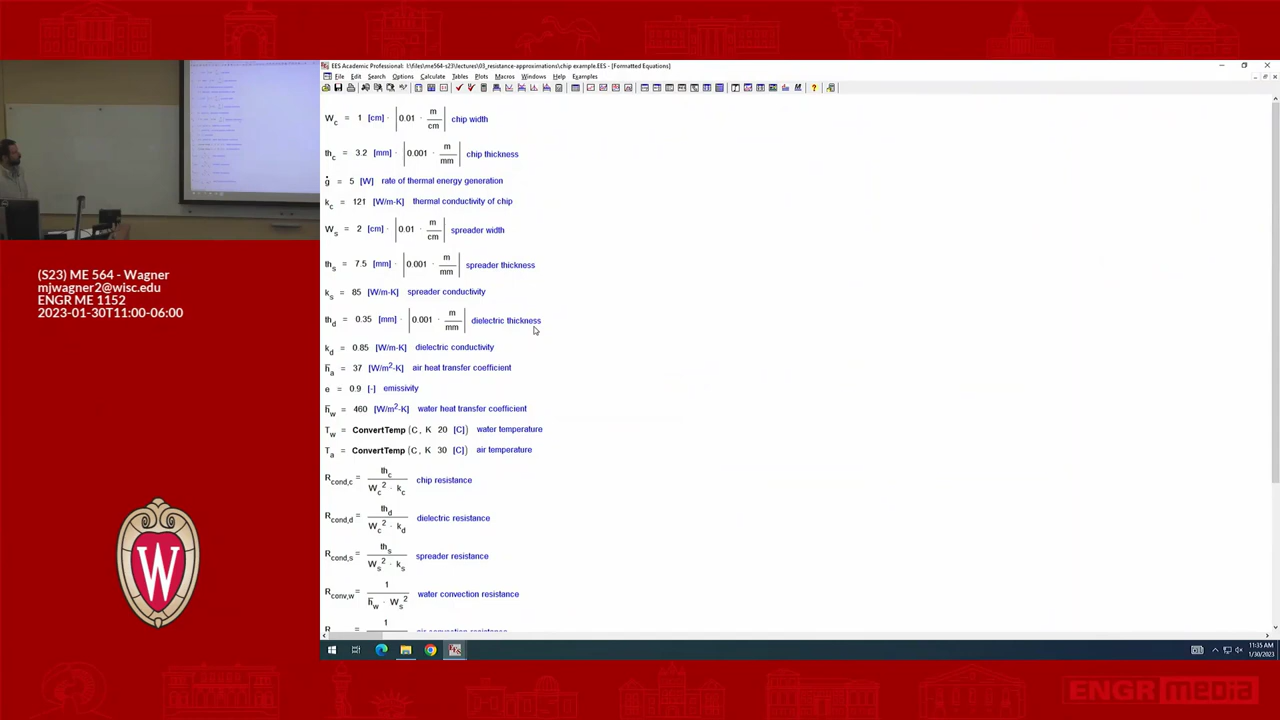 EES Academic Professional: I:\files\me564-s23\lectures\03_resistance-approximations\chip example.EES - [Formatted Equations]
File Edit Search Options Calculate Tables Plots Macros Windows Help Examples
W_c = 1 [cm] · |0.01 · m/cm| chip width
th_c = 3.2 [mm] · |0.001 · m/mm| chip thickness
ġ = 5 [W] rate of thermal energy generation
k_c = 121 [W/m-K] thermal conductivity of chip
W_s = 2 [cm] · |0.01 · m/cm| spreader width
th_s = 7.5 [mm] · |0.001 · m/mm| spreader thickness
k_s = 85 [W/m-K] spreader conductivity
th_d = 0.35 [mm] · |0.001 · m/mm| dielectric thickness
k_d = 0.85 [W/m-K] dielectric conductivity
h̅_a = 37 [W/m²-K] air heat transfer coefficient
e = 0.9 [-] emissivity
h̅_w = 460 [W/m²-K] water heat transfer coefficient
T_w = ConvertTemp (C, K 20 [C]) water temperature
T_a = ConvertTemp (C, K 30 [C]) air temperature
R_cond,c = th_c / (W_c² · k_c) chip resistance
R_cond,d = th_d / (W_c² · k_d) dielectric resistance
R_cond,s = th_s / (W_s² · k_s) spreader resistance
R_conv,w = 1 / (h̅_w · W_s²) water convection resistance
R 1 air convection resistance
11:35 AM
1/30/2023
(S23) ME 564 - Wagner
mjwagner2@wisc.edu
ENGR ME 1152
2023-01-30T11:00-06:00
W
ENGR media